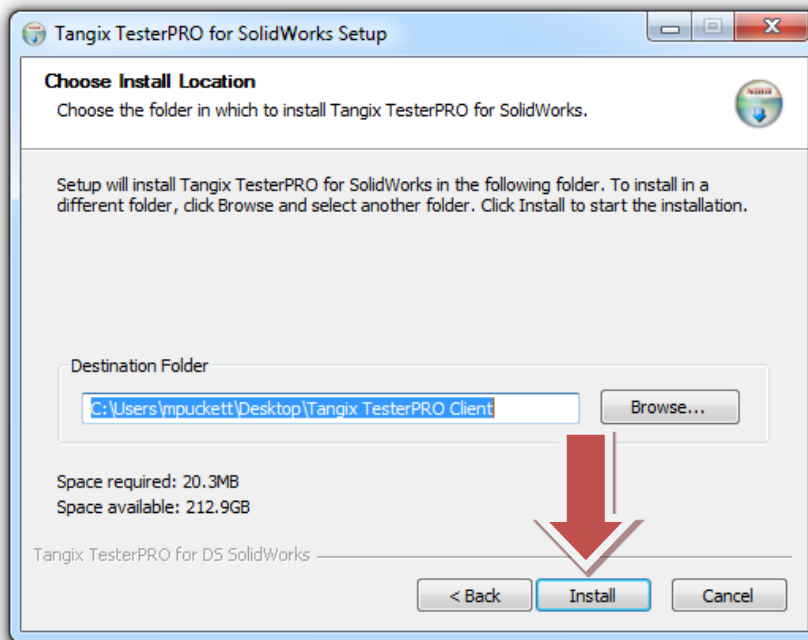 Tangix TesterPRO for SolidWorks Setup
Choose Install Location
Choose the folder in which to install Tangix TesterPRO for SolidWorks.
Setup will install Tangix TesterPRO for SolidWorks in the following folder. To install in a
different folder, click Browse and select another folder. Click Install to start the installation.
Destination Folder
C:\Users\mpuckett\Desktop\Tangix TesterPRO Client
Browse...
Space required: 20.3MB
Space available: 212.9GB
Tangix TesterPRO for DS SolidWorks
< Back
Install
Cancel